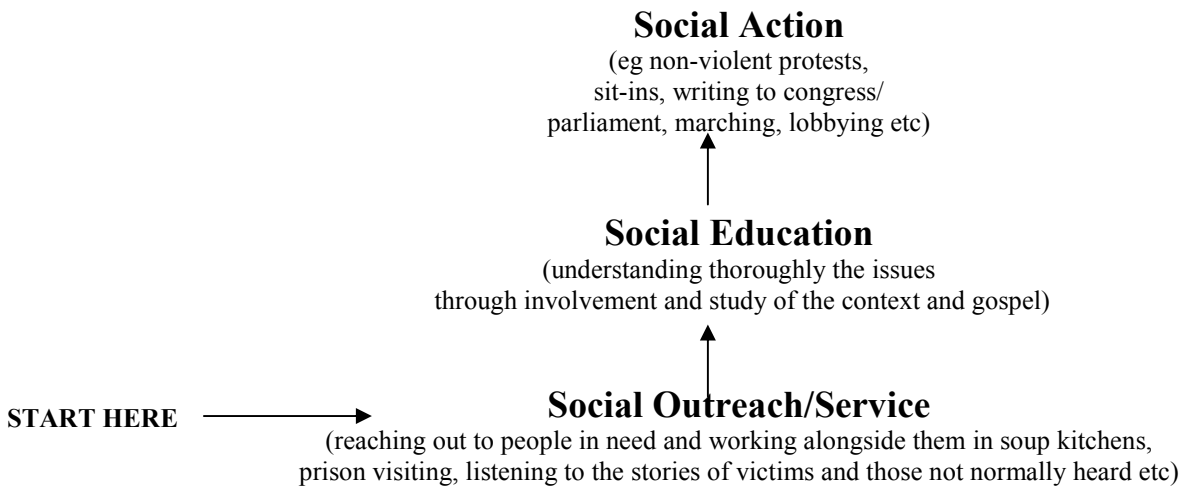 Social Action
(eg non-violent protests,
sit-ins, writing to congress/
parliament, marching, lobbying etc)
Social Education
(understanding thoroughly the issues
through involvement and study of the context and gospel)
START HERE
Social Outreach/Service
(reaching out to people in need and working alongside them in soup kitchens,
prison visiting, listening to the stories of victims and those not normally heard etc)